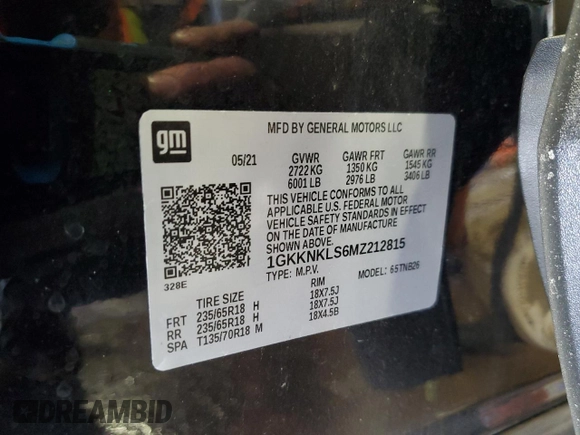 gm
MFD BY GENERAL MOTORS LLC
05/21 GVWR GAWR FRT GAWR RR
2722 KG 1350 KG 1545 KG
6001 LB 2976 LB 3406 LB
THIS VEHICLE CONFORMS TO ALL
APPLICABLE U.S. FEDERAL MOTOR
VEHICLE SAFETY STANDARDS IN EFFECT
ON THE DATE OF MANUFACTURE
SHOWN ABOVE.
1GKKNKLS6MZ212815
TYPE: M.P.V. MODEL: 6STNB26
328E
TIRE SIZE RIM
FRT 235/65R18 H 18X7.5J
RR 235/65R18 H 18X7.5J
SPA T135/70R18 M 18X4.5B
DREAMBID